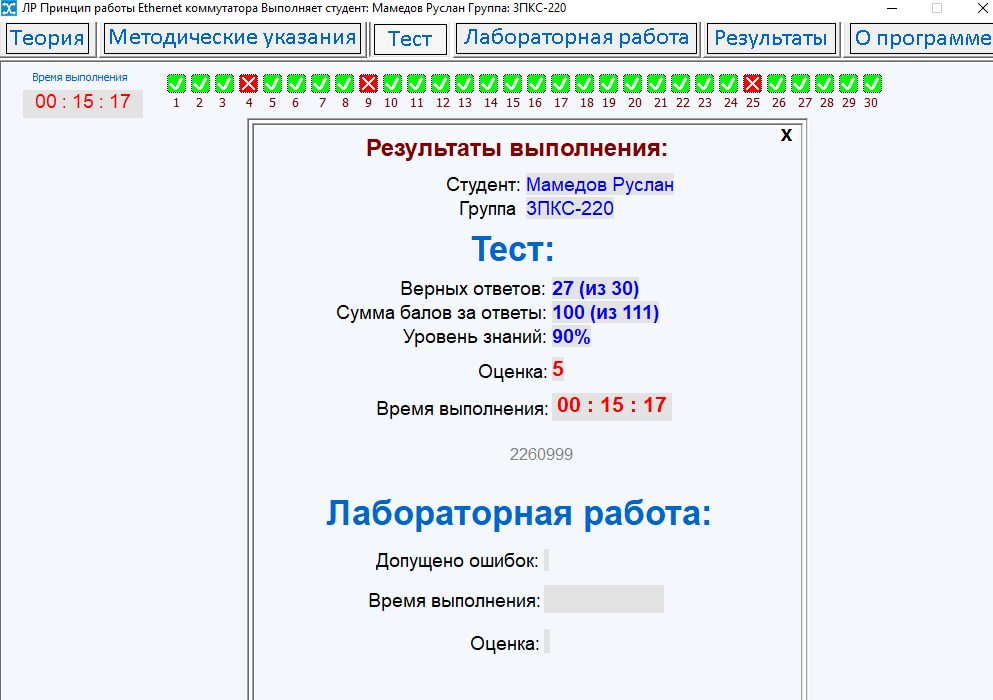 ЛР Принцип работы Ethernet коммутатора Выполняет студент: Мамедов Руслан Группа: 3ПКС-220
Теория Методические указания Тест Лабораторная работа Результаты О программе
Время выполнения
00 : 15 : 17
1 2 3 4 5 6 7 8 9 10 11 12 13 14 15 16 17 18 19 20 21 22 23 24 25 26 27 28 29 30
X
Результаты выполнения:
Студент: Мамедов Руслан
Группа 3ПКС-220
Тест:
Верных ответов: 27 (из 30)
Сумма балов за ответы: 100 (из 111)
Уровень знаний: 90%
Оценка: 5
Время выполнения: 00 : 15 : 17
2260999
Лабораторная работа:
Допущено ошибок:
Время выполнения:
Оценка: